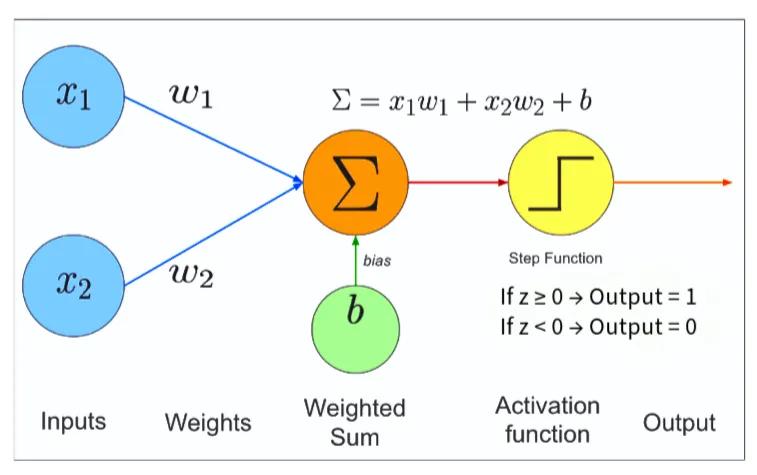 x₁
w₁
Σ = x₁w₁ + x₂w₂ + b
Σ
x₂
w₂
bias
b
Step Function
If z ≥ 0 → Output = 1
If z < 0 → Output = 0
Inputs
Weights
Weighted
Sum
Activation
function
Output